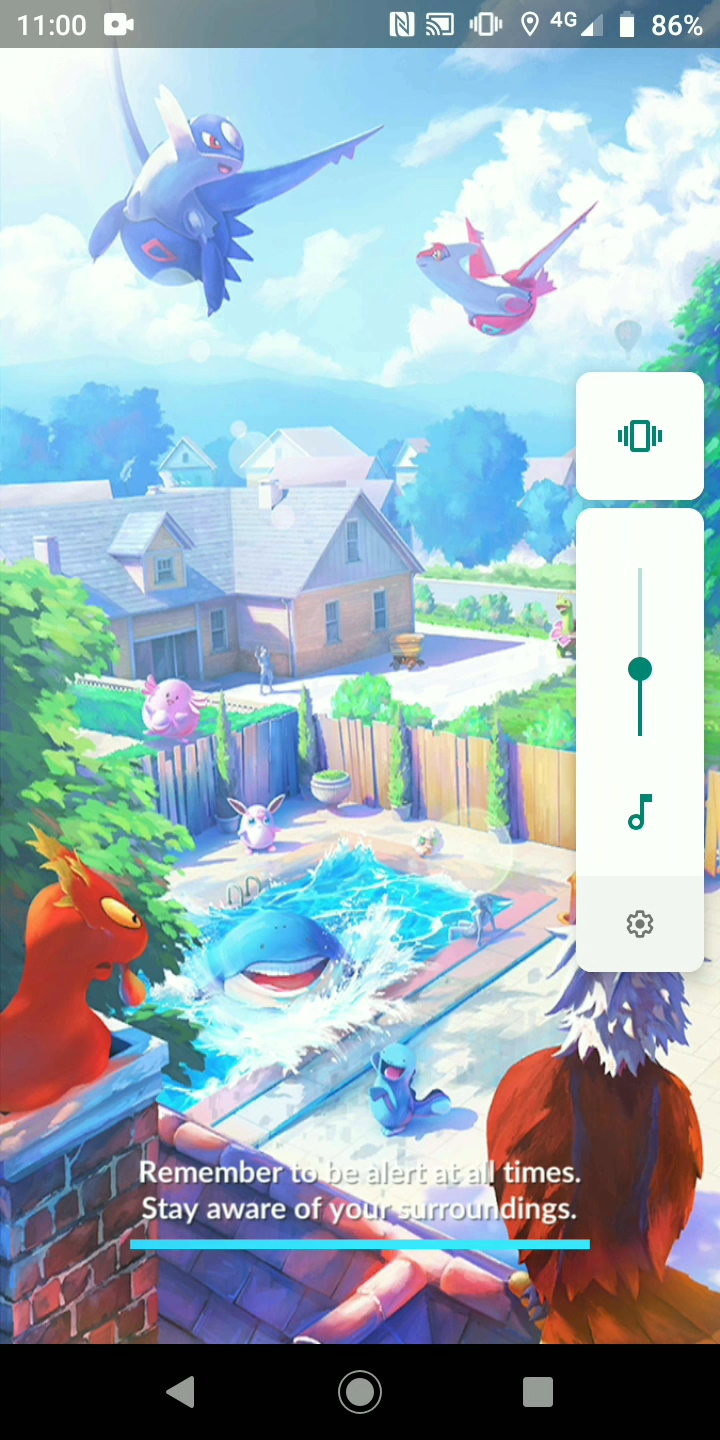 11:00
4G
86%
Remember to be alert at all times.
Stay aware of your surroundings.